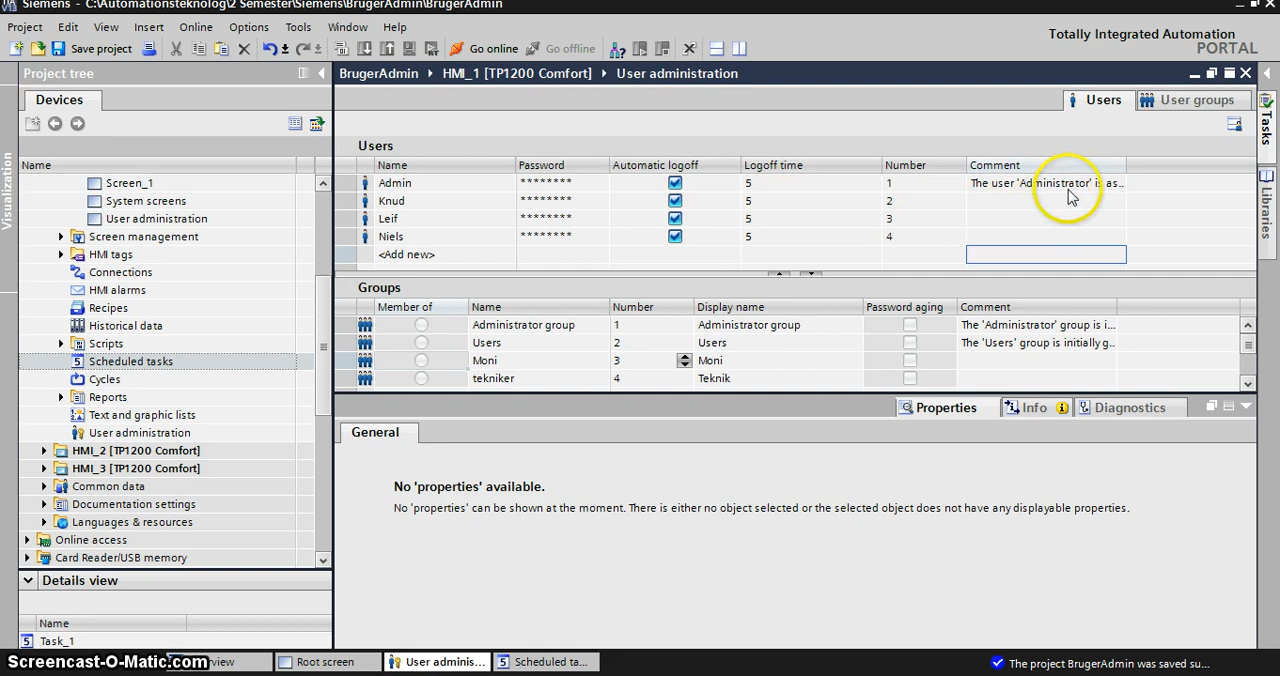 Siemens - C:\Automationsteknolog\2 Semester\Siemens\BrugerAdmin\BrugerAdmin
Project Edit View Insert Online Options Tools Window Help
Totally Integrated Automation
PORTAL
Save project Go online Go offline
Project tree
BrugerAdmin HMI_1 [TP1200 Comfort] User administration
Devices
Users User groups
Tasks
Libraries
Visualization
Name
Screen_1
System screens
User administration
Screen management
HMI tags
Connections
HMI alarms
Recipes
Historical data
Scripts
Scheduled tasks
Cycles
Reports
Text and graphic lists
User administration
HMI_2 [TP1200 Comfort]
HMI_3 [TP1200 Comfort]
Common data
Documentation settings
Languages & resources
Online access
Card Reader/USB memory
Details view
Name
Task_1
Users
Name Password Automatic logoff Logoff time Number Comment
Admin ******** 5 1 The user 'Administrator' is as..
Knud ******** 5 2
Leif ******** 5 3
Niels ******** 5 4
<Add new>
Groups
Member of Name Number Display name Password aging Comment
Administrator group 1 Administrator group The 'Administrator' group is i...
Users 2 Users The 'Users' group is initially g..
Moni 3 Moni
tekniker 4 Teknik
Properties Info Diagnostics
General
No 'properties' available.
No 'properties' can be shown at the moment. There is either no object selected or the selected object does not have any displayable properties.
Screencast-O-Matic.com
Root screen User adminis... Scheduled ta...
The project BrugerAdmin was saved su...